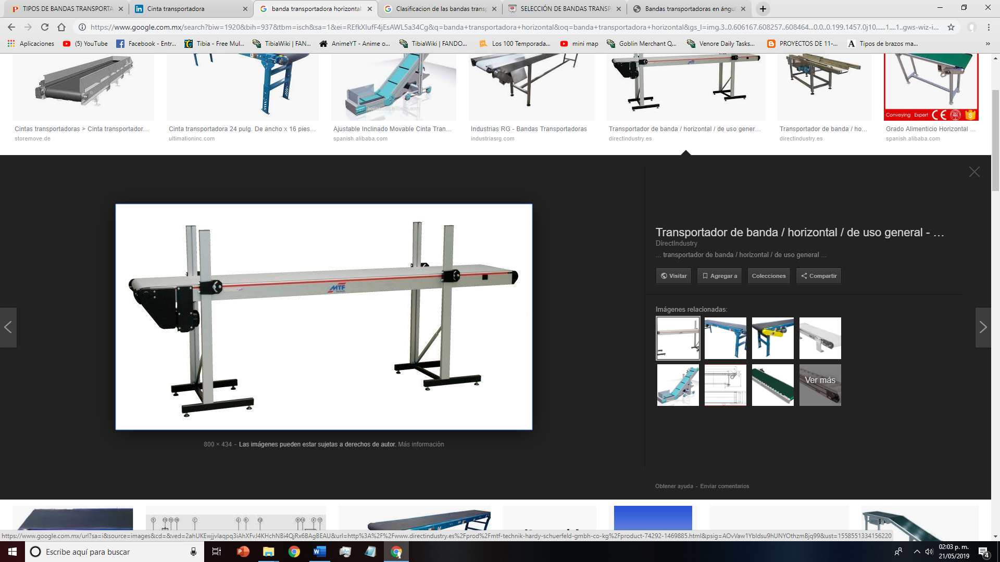 TIPOS DE BANDAS TRANSPORTA
Cinta transportadora
banda transportadora horizontal
Clasificacion de las bandas transp
SELECCIÓN DE BANDAS TRANSP
Bandas transportadoras en ángul
https://www.google.com.mx/search?biw=1920&bih=937&tbm=isch&sa=1&ei=REfkXIufF4jEsAWL5a34Cg&q=banda+transportadora+horizontal&oq=banda+transportadora+horizontal&gs_l=img.3..0.606167.608257..608464...0.0..0.199.1457.0j10......1....1..gws-wiz-i...
Aplicaciones
(5) YouTube
Facebook - Entr...
Tibia - Free Mul...
TibiaWiki | FAN...
AnimeYT - Anime o...
TibiaWiki | FANDO...
Los 100 Temporada...
mini map
Goblin Merchant Q...
Venore Daily Tasks...
PROYECTOS DE 11-...
Tipos de brazos ma...
MTF
Conveying Expert
Cintas transportadoras > Cinta transportador...
storemove.de
Cinta transportadora 24 pulg. De ancho x 16 pies...
ultimationinc.com
Ajustable Inclinado Movable Cinta Tran...
spanish.alibaba.com
Industrias RG - Bandas Transportadoras
industriasrg.com
Transportador de banda / horizontal / de uso gener...
directindustry.es
Transportador de banda / ho...
directindustry.es
Grado Alimenticio Horizontal ...
spanish.alibaba.com
MTF
Technik
800 × 434 - Las imágenes pueden estar sujetas a derechos de autor. Más información
Transportador de banda / horizontal / de uso general - ...
DirectIndustry
... transportador de banda / horizontal / de uso general ...
Visitar
Agregar a
Colecciones
Compartir
Imágenes relacionadas:
Ver más
Obtener ayuda - Enviar comentarios
https://www.google.com.mx/url?sa=i&source=images&cd=&ved=2ahUKEwjjvlaqpq3iAhXFvJ4KHchNBi4QjRx6BAgBEAU&url=http%3A%2F%2Fwww.directindustry.es%2Fprod%2Fmtf-technik-hardy-schuerfeld-gmbh-co-kg%2Fproduct-74292-1469885.html&psig=AOvVaw1Ybldsu9hUNYOthzmBjq99&ust=1558551334156220
Escribe aquí para buscar
02:03 p. m.
21/05/2019
4